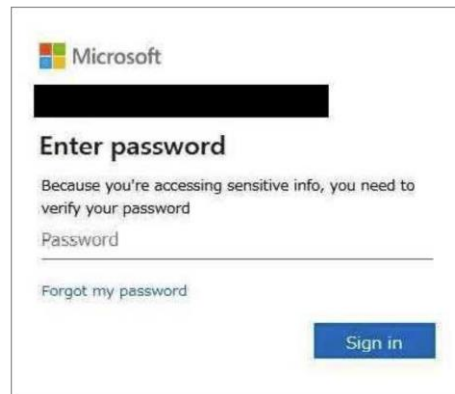 Microsoft
Enter password
Because you're accessing sensitive info, you need to
verify your password
Password
Forgot my password
Sign in